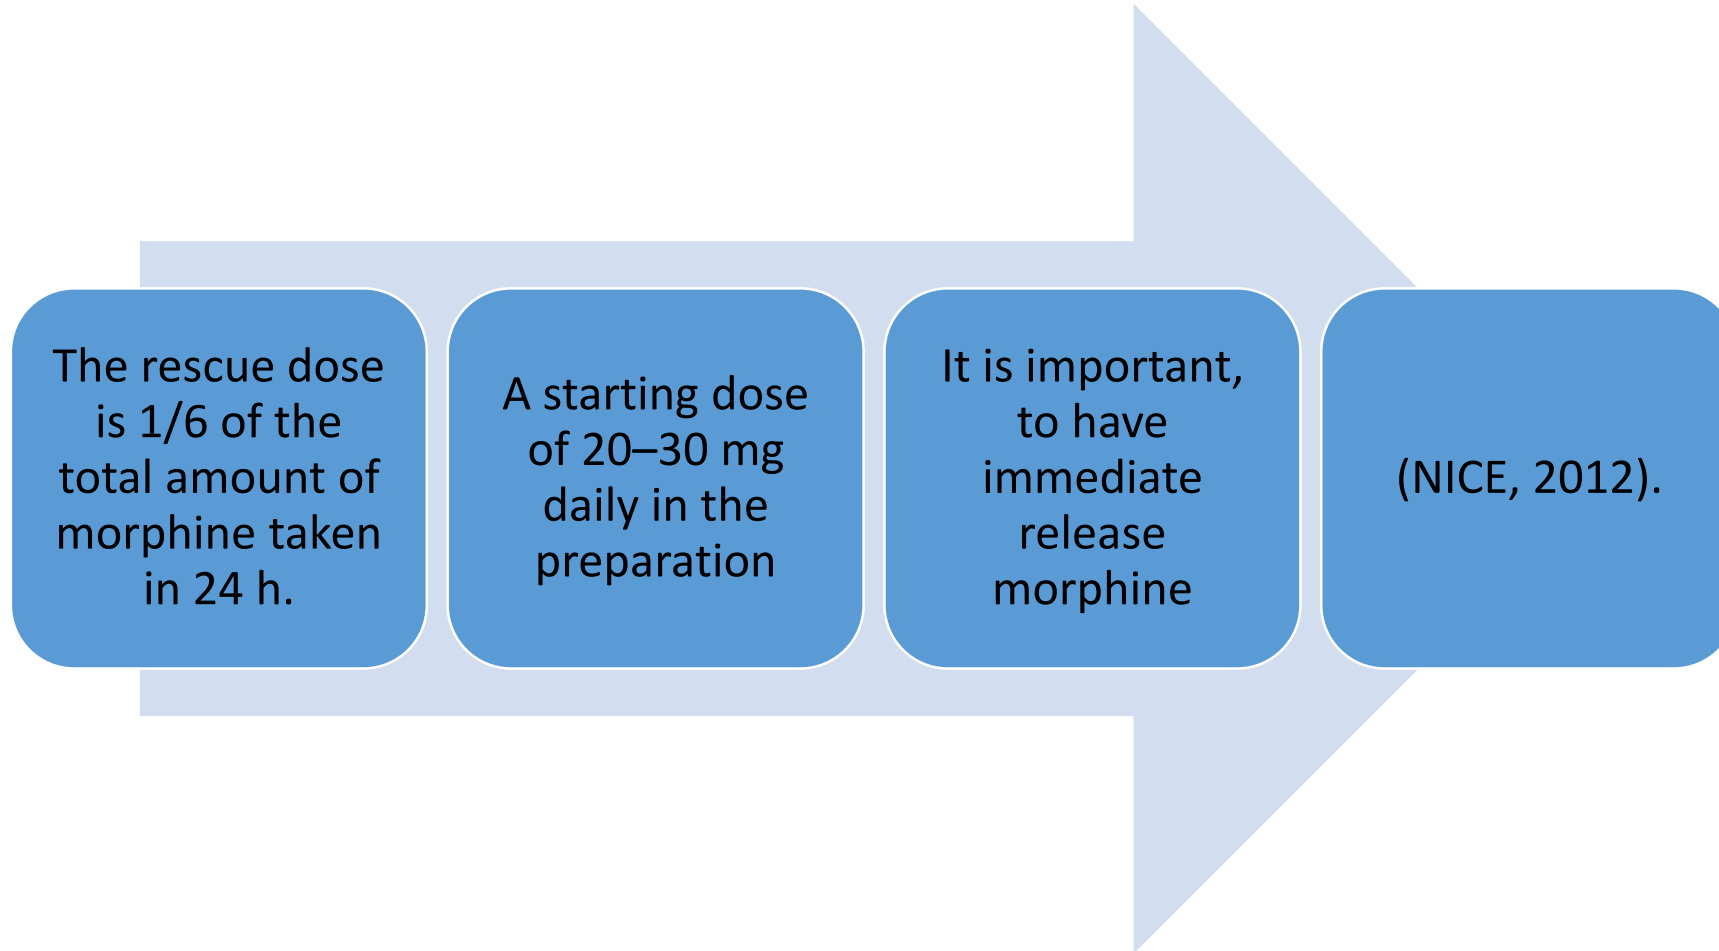 The rescue dose
is 1/6 of the
total amount of
morphine taken
in 24 h.
A starting dose
of 20–30 mg
daily in the
preparation
It is important,
to have
immediate
release
morphine
(NICE, 2012).